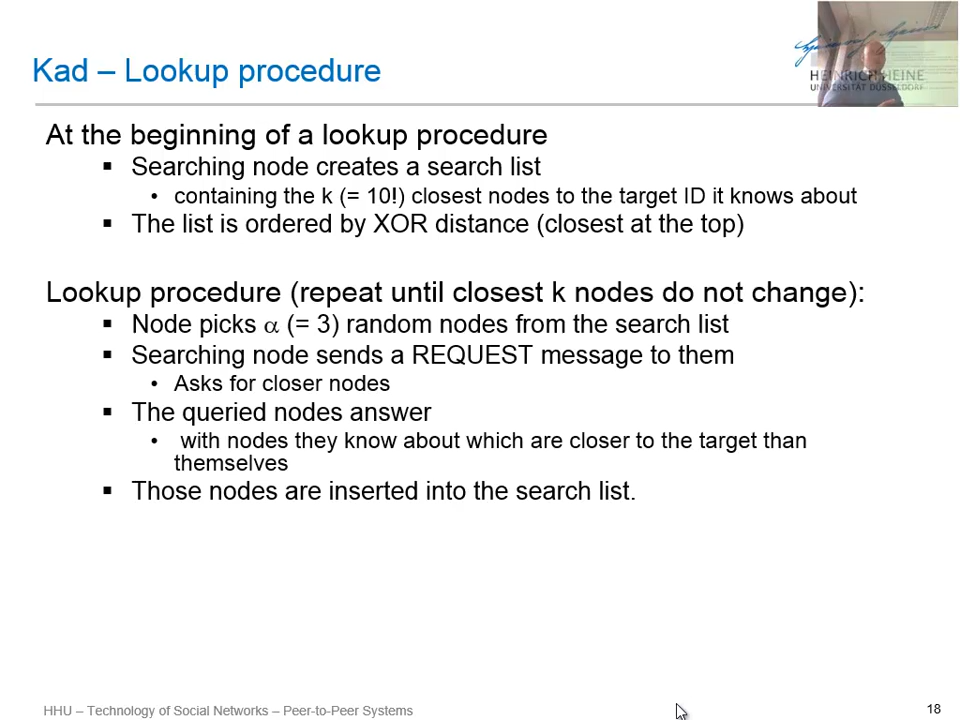 Kad – Lookup procedure
HEINRICH HEINE
UNIVERSITÄT DÜSSELDORF
At the beginning of a lookup procedure
▪ Searching node creates a search list
• containing the k (= 10!) closest nodes to the target ID it knows about
▪ The list is ordered by XOR distance (closest at the top)
Lookup procedure (repeat until closest k nodes do not change):
▪ Node picks α (= 3) random nodes from the search list
▪ Searching node sends a REQUEST message to them
• Asks for closer nodes
▪ The queried nodes answer
• with nodes they know about which are closer to the target than
themselves
▪ Those nodes are inserted into the search list.
HHU – Technology of Social Networks – Peer-to-Peer Systems
18